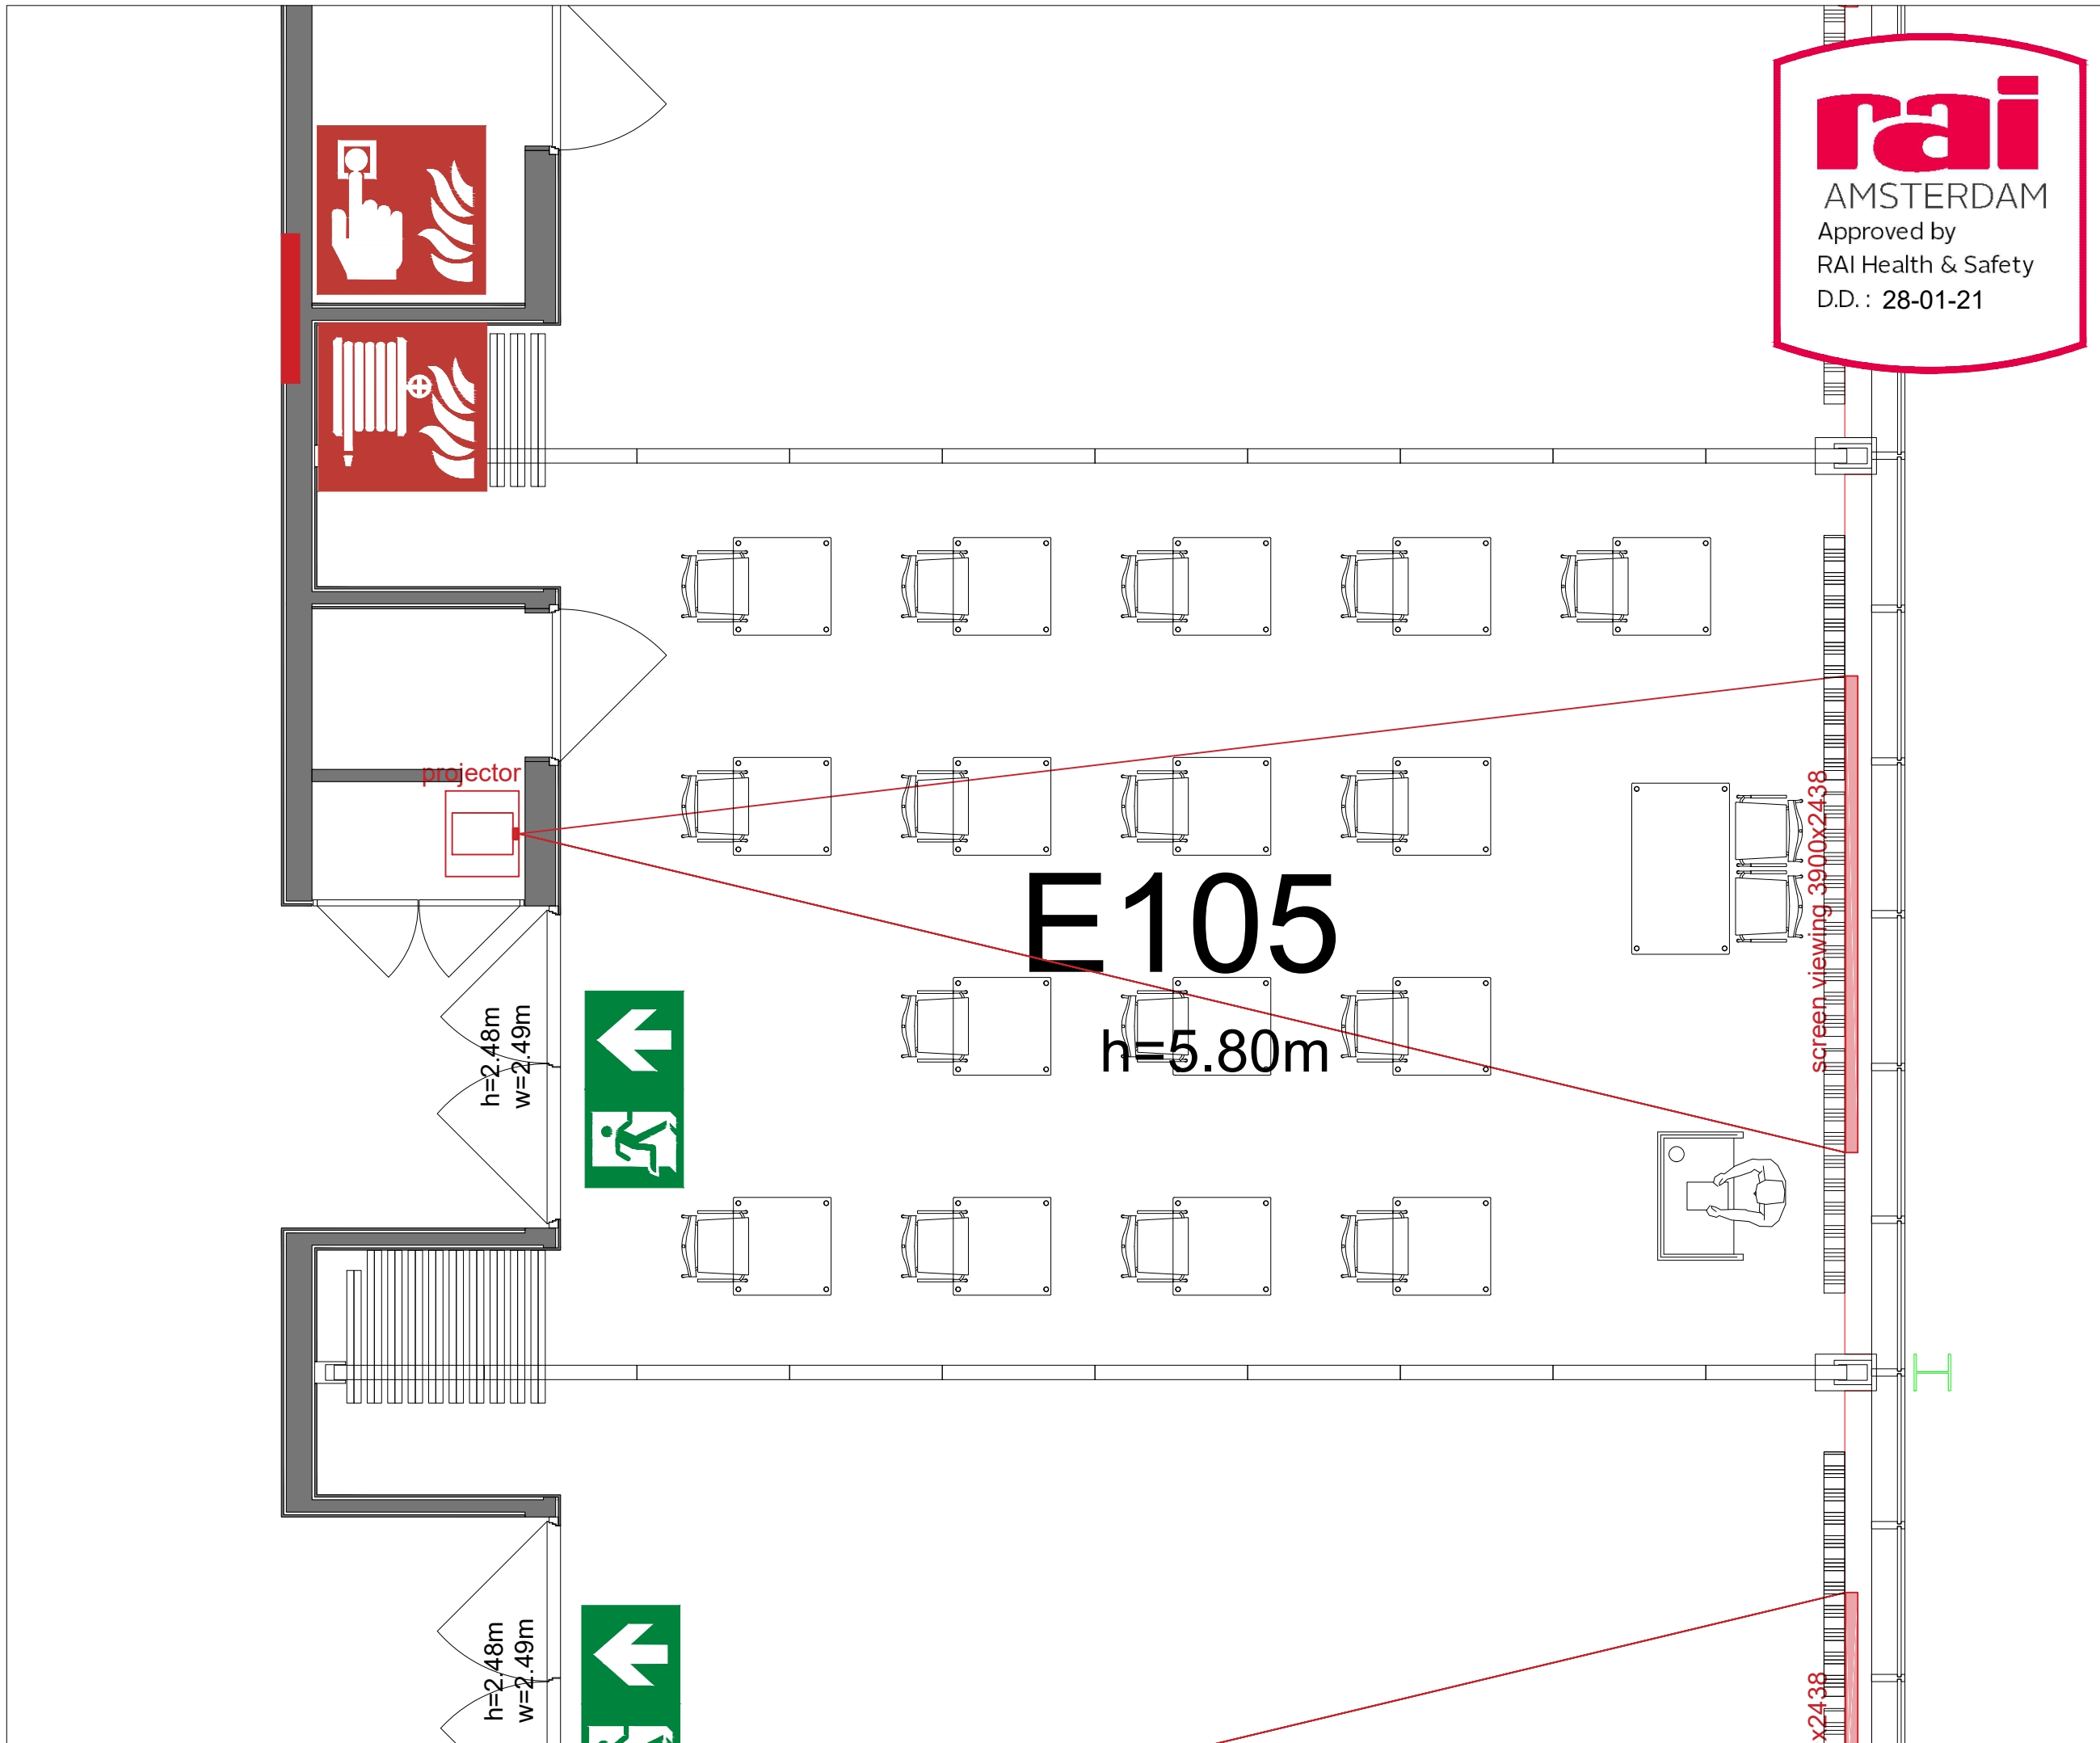 rai
AMSTERDAM
Approved by
RAI Health & Safety
D.D. : 28-01-21
projector
screen viewing 3900x2438
E105
h=5.80m
h=2.48m
w=2.49m
h=2.48m
w=2.49m
x2438